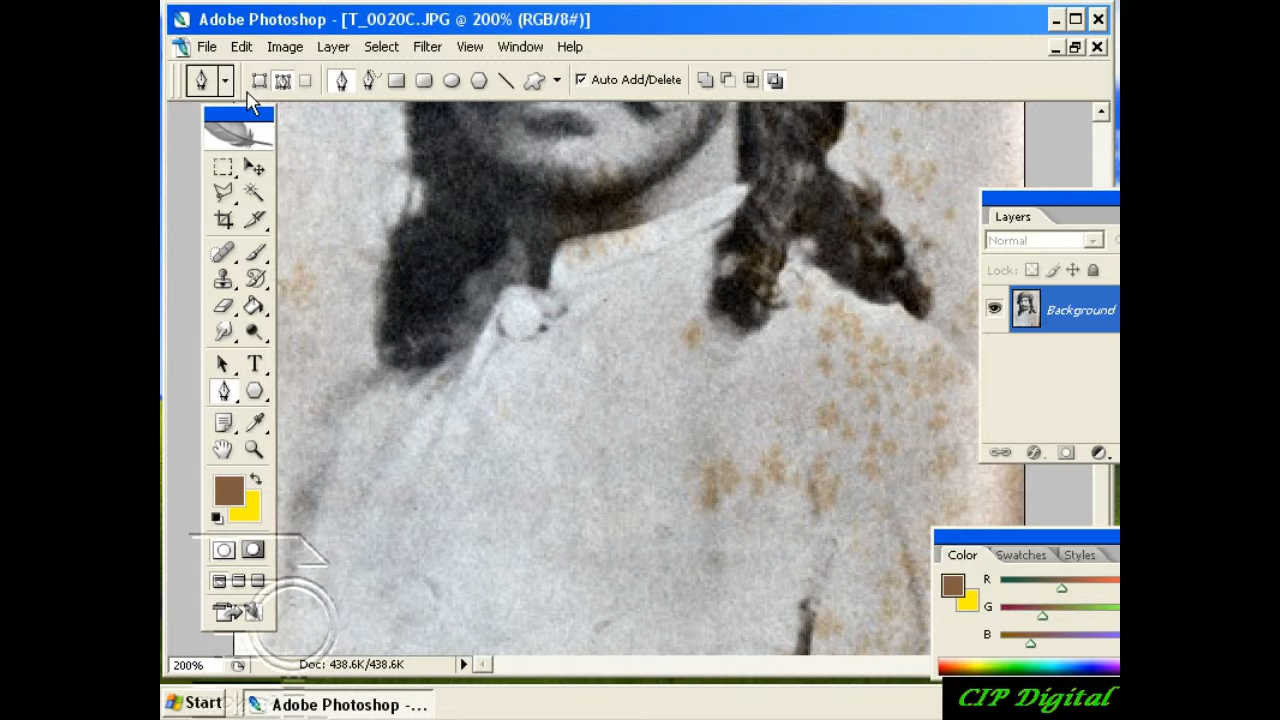 Adobe Photoshop - [T_0020C.JPG @ 200% (RGB/8#)]
File Edit Image Layer Select Filter View Window Help
Auto Add/Delete
Layers
Normal
Lock:
Background
Color Swatches Styles
R
G
B
200% Doc: 438.6K/438.6K
Start Adobe Photoshop -...
CIP Digital